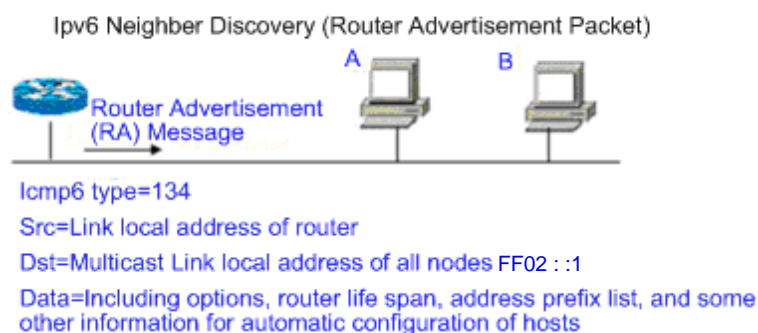 Ipv6 Neighber Discovery (Router Advertisement Packet)
A
B
Router Advertisement
(RA) Message
Icmp6 type=134
Src=Link local address of router
Dst=Multicast Link local address of all nodes FF02 : :1
Data=Including options, router life span, address prefix list, and some
other information for automatic configuration of hosts